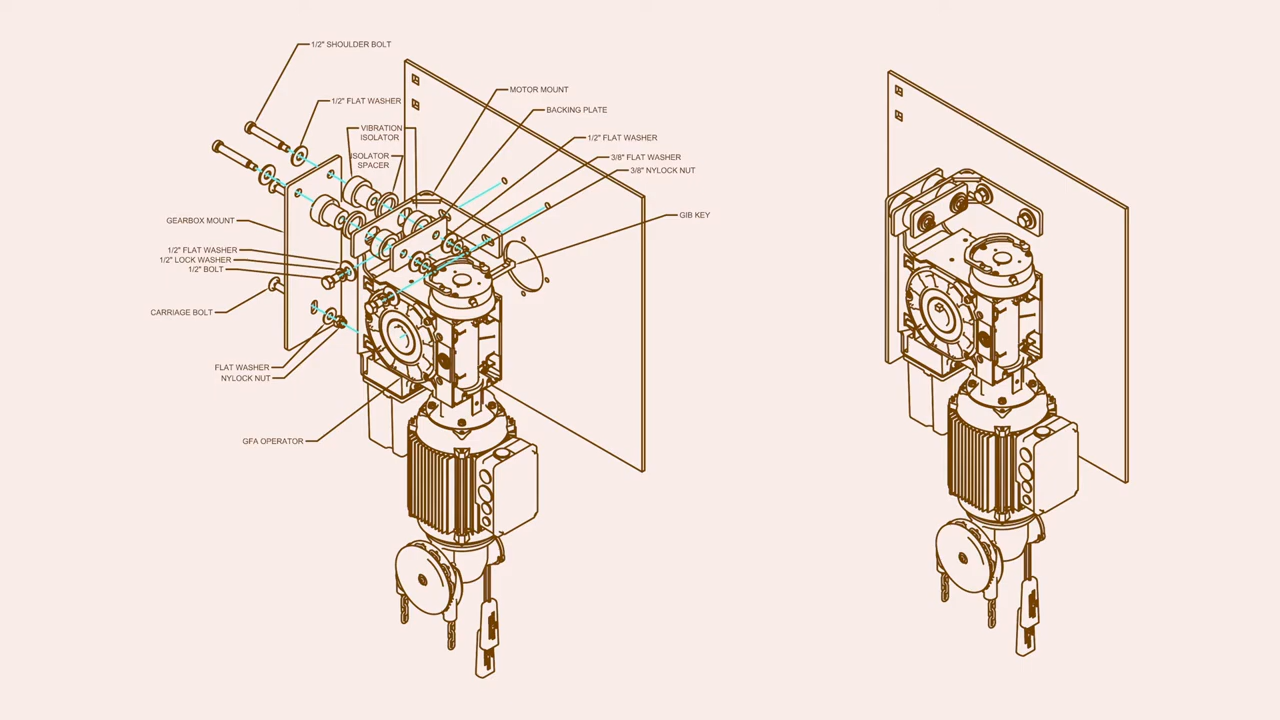 1/2" SHOULDER BOLT
1/2" FLAT WASHER
VIBRATION
ISOLATOR
ISOLATOR
SPACER
MOTOR MOUNT
BACKING PLATE
1/2" FLAT WASHER
3/8" FLAT WASHER
3/8" NYLOCK NUT
GIB KEY
GEARBOX MOUNT
1/2" FLAT WASHER
1/2" LOCK WASHER
1/2" BOLT
CARRIAGE BOLT
FLAT WASHER
NYLOCK NUT
GFA OPERATOR